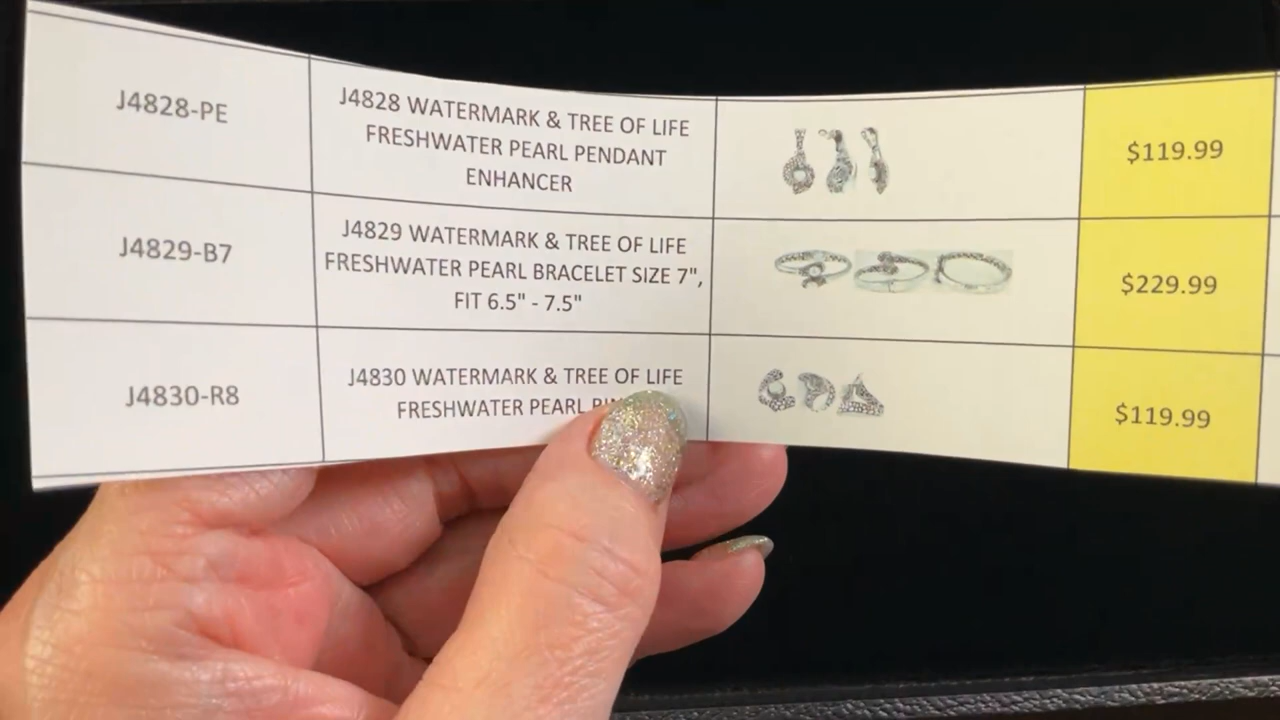 J4828-PE
J4828 WATERMARK & TREE OF LIFE
FRESHWATER PEARL PENDANT
ENHANCER
$119.99
J4829-B7
J4829 WATERMARK & TREE OF LIFE
FRESHWATER PEARL BRACELET SIZE 7",
FIT 6.5" - 7.5"
$229.99
J4830-R8
J4830 WATERMARK & TREE OF LIFE
FRESHWATER PEARL
$119.99